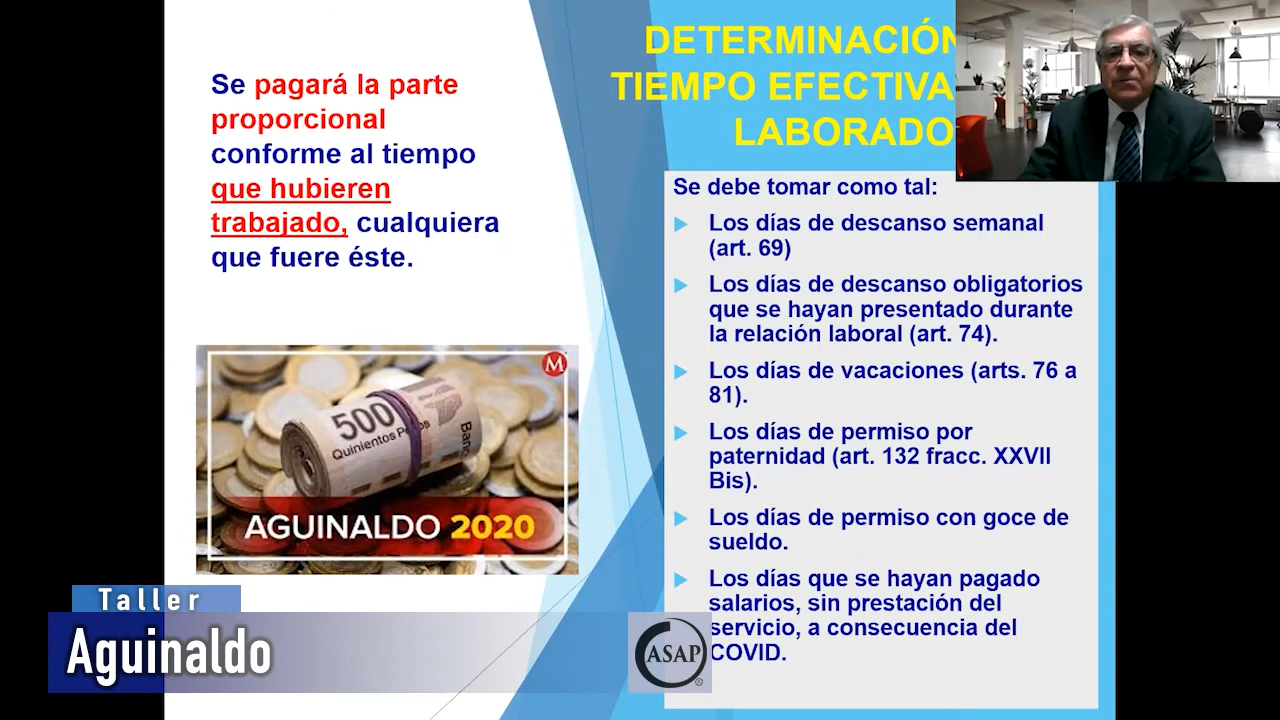 Se pagará la parte
proporcional
conforme al tiempo
que hubieren
trabajado, cualquiera
que fuere éste.
500
Quinientos
M
AGUINALDO 2020
DETERMINACIÓN
TIEMPO EFECTIVA
LABORADO
Se debe tomar como tal:
Los días de descanso semanal
(art. 69)
Los días de descanso obligatorios
que se hayan presentado durante
la relación laboral (art. 74).
Los días de vacaciones (arts. 76 a
81).
Los días de permiso por
paternidad (art. 132 fracc. XXVII
Bis).
Los días de permiso con goce de
sueldo.
Los días que se hayan pagado
salarios, sin prestación del
servicio, a consecuencia del
COVID.
Taller
Aguinaldo
ASAP
®